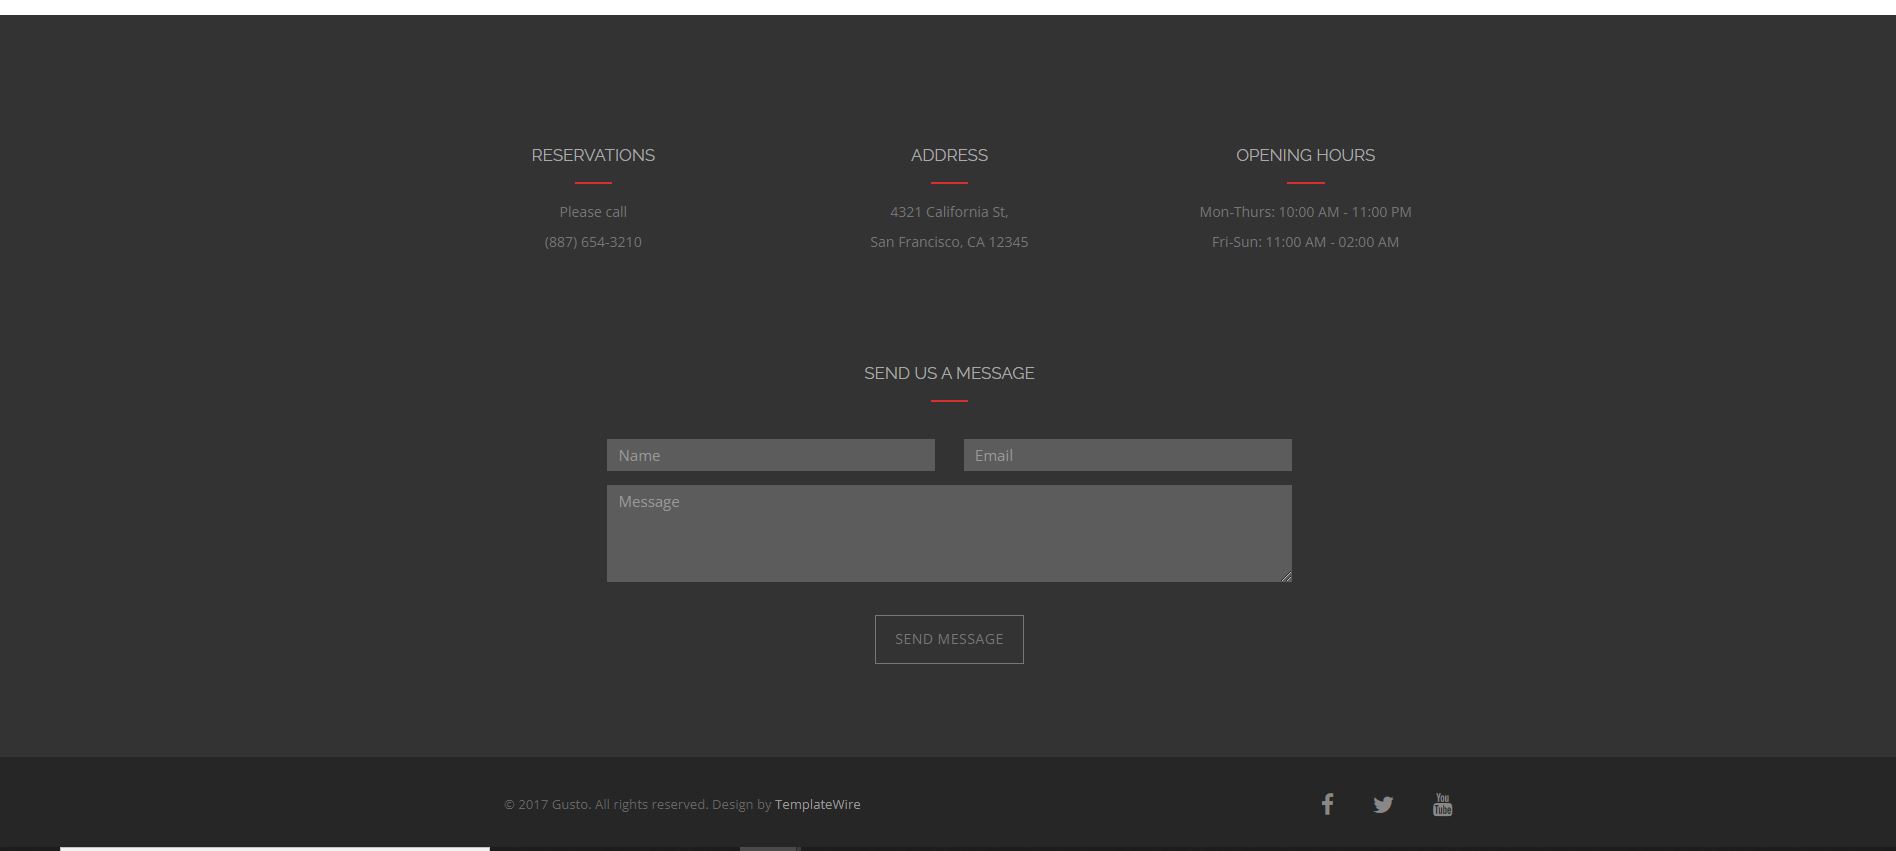 RESERVATIONS
Please call
(887) 654-3210
ADDRESS
4321 California St,
San Francisco, CA 12345
OPENING HOURS
Mon-Thurs: 10:00 AM - 11:00 PM
Fri-Sun: 11:00 AM - 02:00 AM
SEND US A MESSAGE
Name
Email
Message
SEND MESSAGE
© 2017 Gusto. All rights reserved. Design by TemplateWire
You
Tube